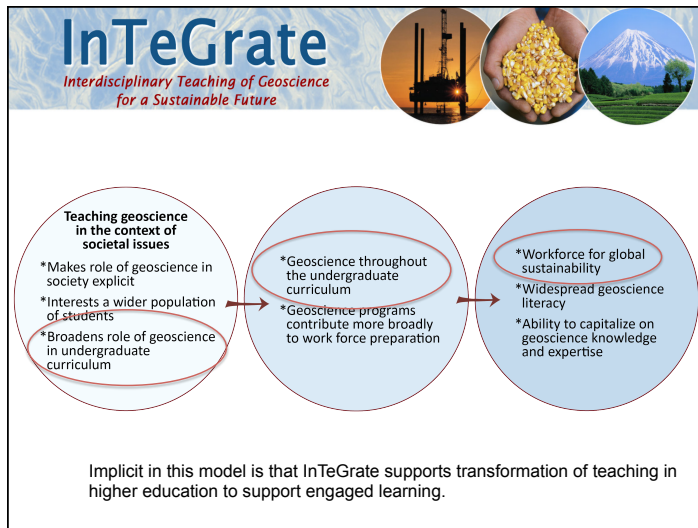 InTeGrate
Interdisciplinary Teaching of Geoscience
for a Sustainable Future
Teaching geoscience
in the context of
societal issues
*Makes role of geoscience in
society explicit
*Interests a wider population
of students
*Broadens role of geoscience
in undergraduate
curriculum
*Geoscience throughout
the undergraduate
curriculum
*Geoscience programs
contribute more broadly
to work force preparation
*Workforce for global
sustainability
*Widespread geoscience
literacy
*Ability to capitalize on
geoscience knowledge
and expertise
Implicit in this model is that InTeGrate supports transformation of teaching in
higher education to support engaged learning.